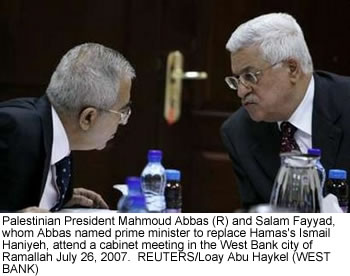 Palestinian President Mahmoud Abbas (R) and Salam Fayyad,
whom Abbas named prime minister to replace Hamas's Ismail
Haniyeh, attend a cabinet meeting in the West Bank city of
Ramallah July 26, 2007.  REUTERS/Loay Abu Haykel (WEST
BANK)